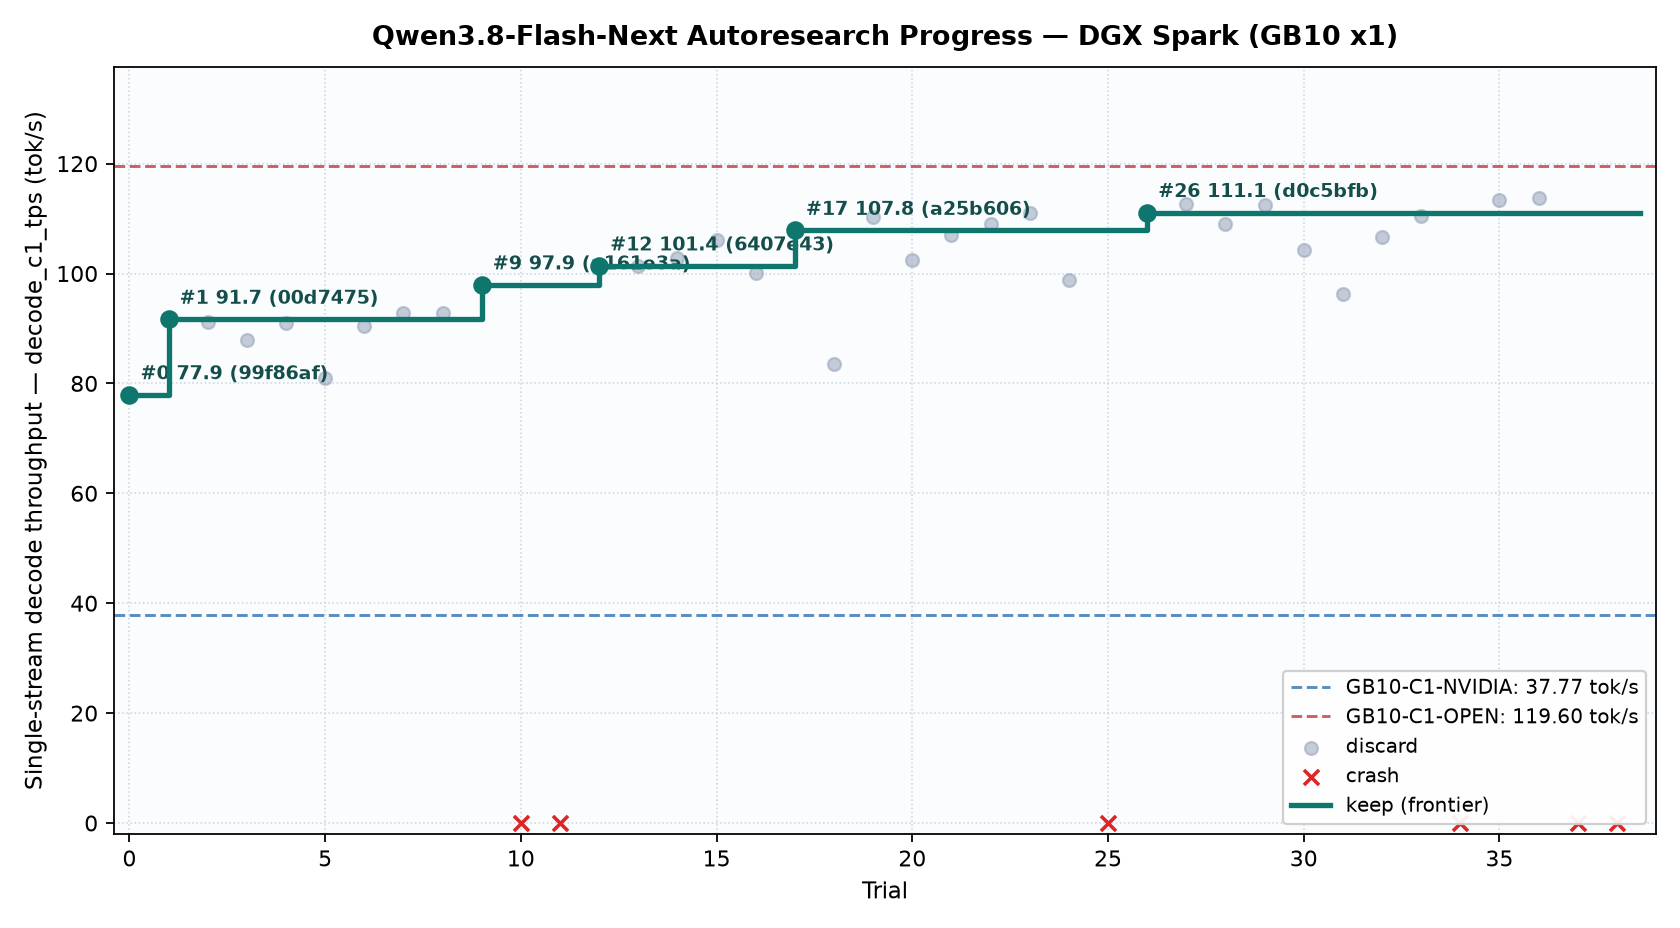 Qwen3.8-Flash-Next Autoresearch Progress — DGX Spark (GB10 x1)
Single-stream decode throughput — decode_c1_tps (tok/s)
120
100
80
60
40
20
0
#0 77.9 (99f86af)
#1 91.7 (00d7475)
#9 97.9
#12 101.4 (6407e43)
#17 107.8 (a25b606)
#26 111.1 (d0c5bfb)
GB10-C1-NVIDIA: 37.77 tok/s
GB10-C1-OPEN: 119.60 tok/s
discard
crash
keep (frontier)
0
5
10
15
20
25
30
35
Trial